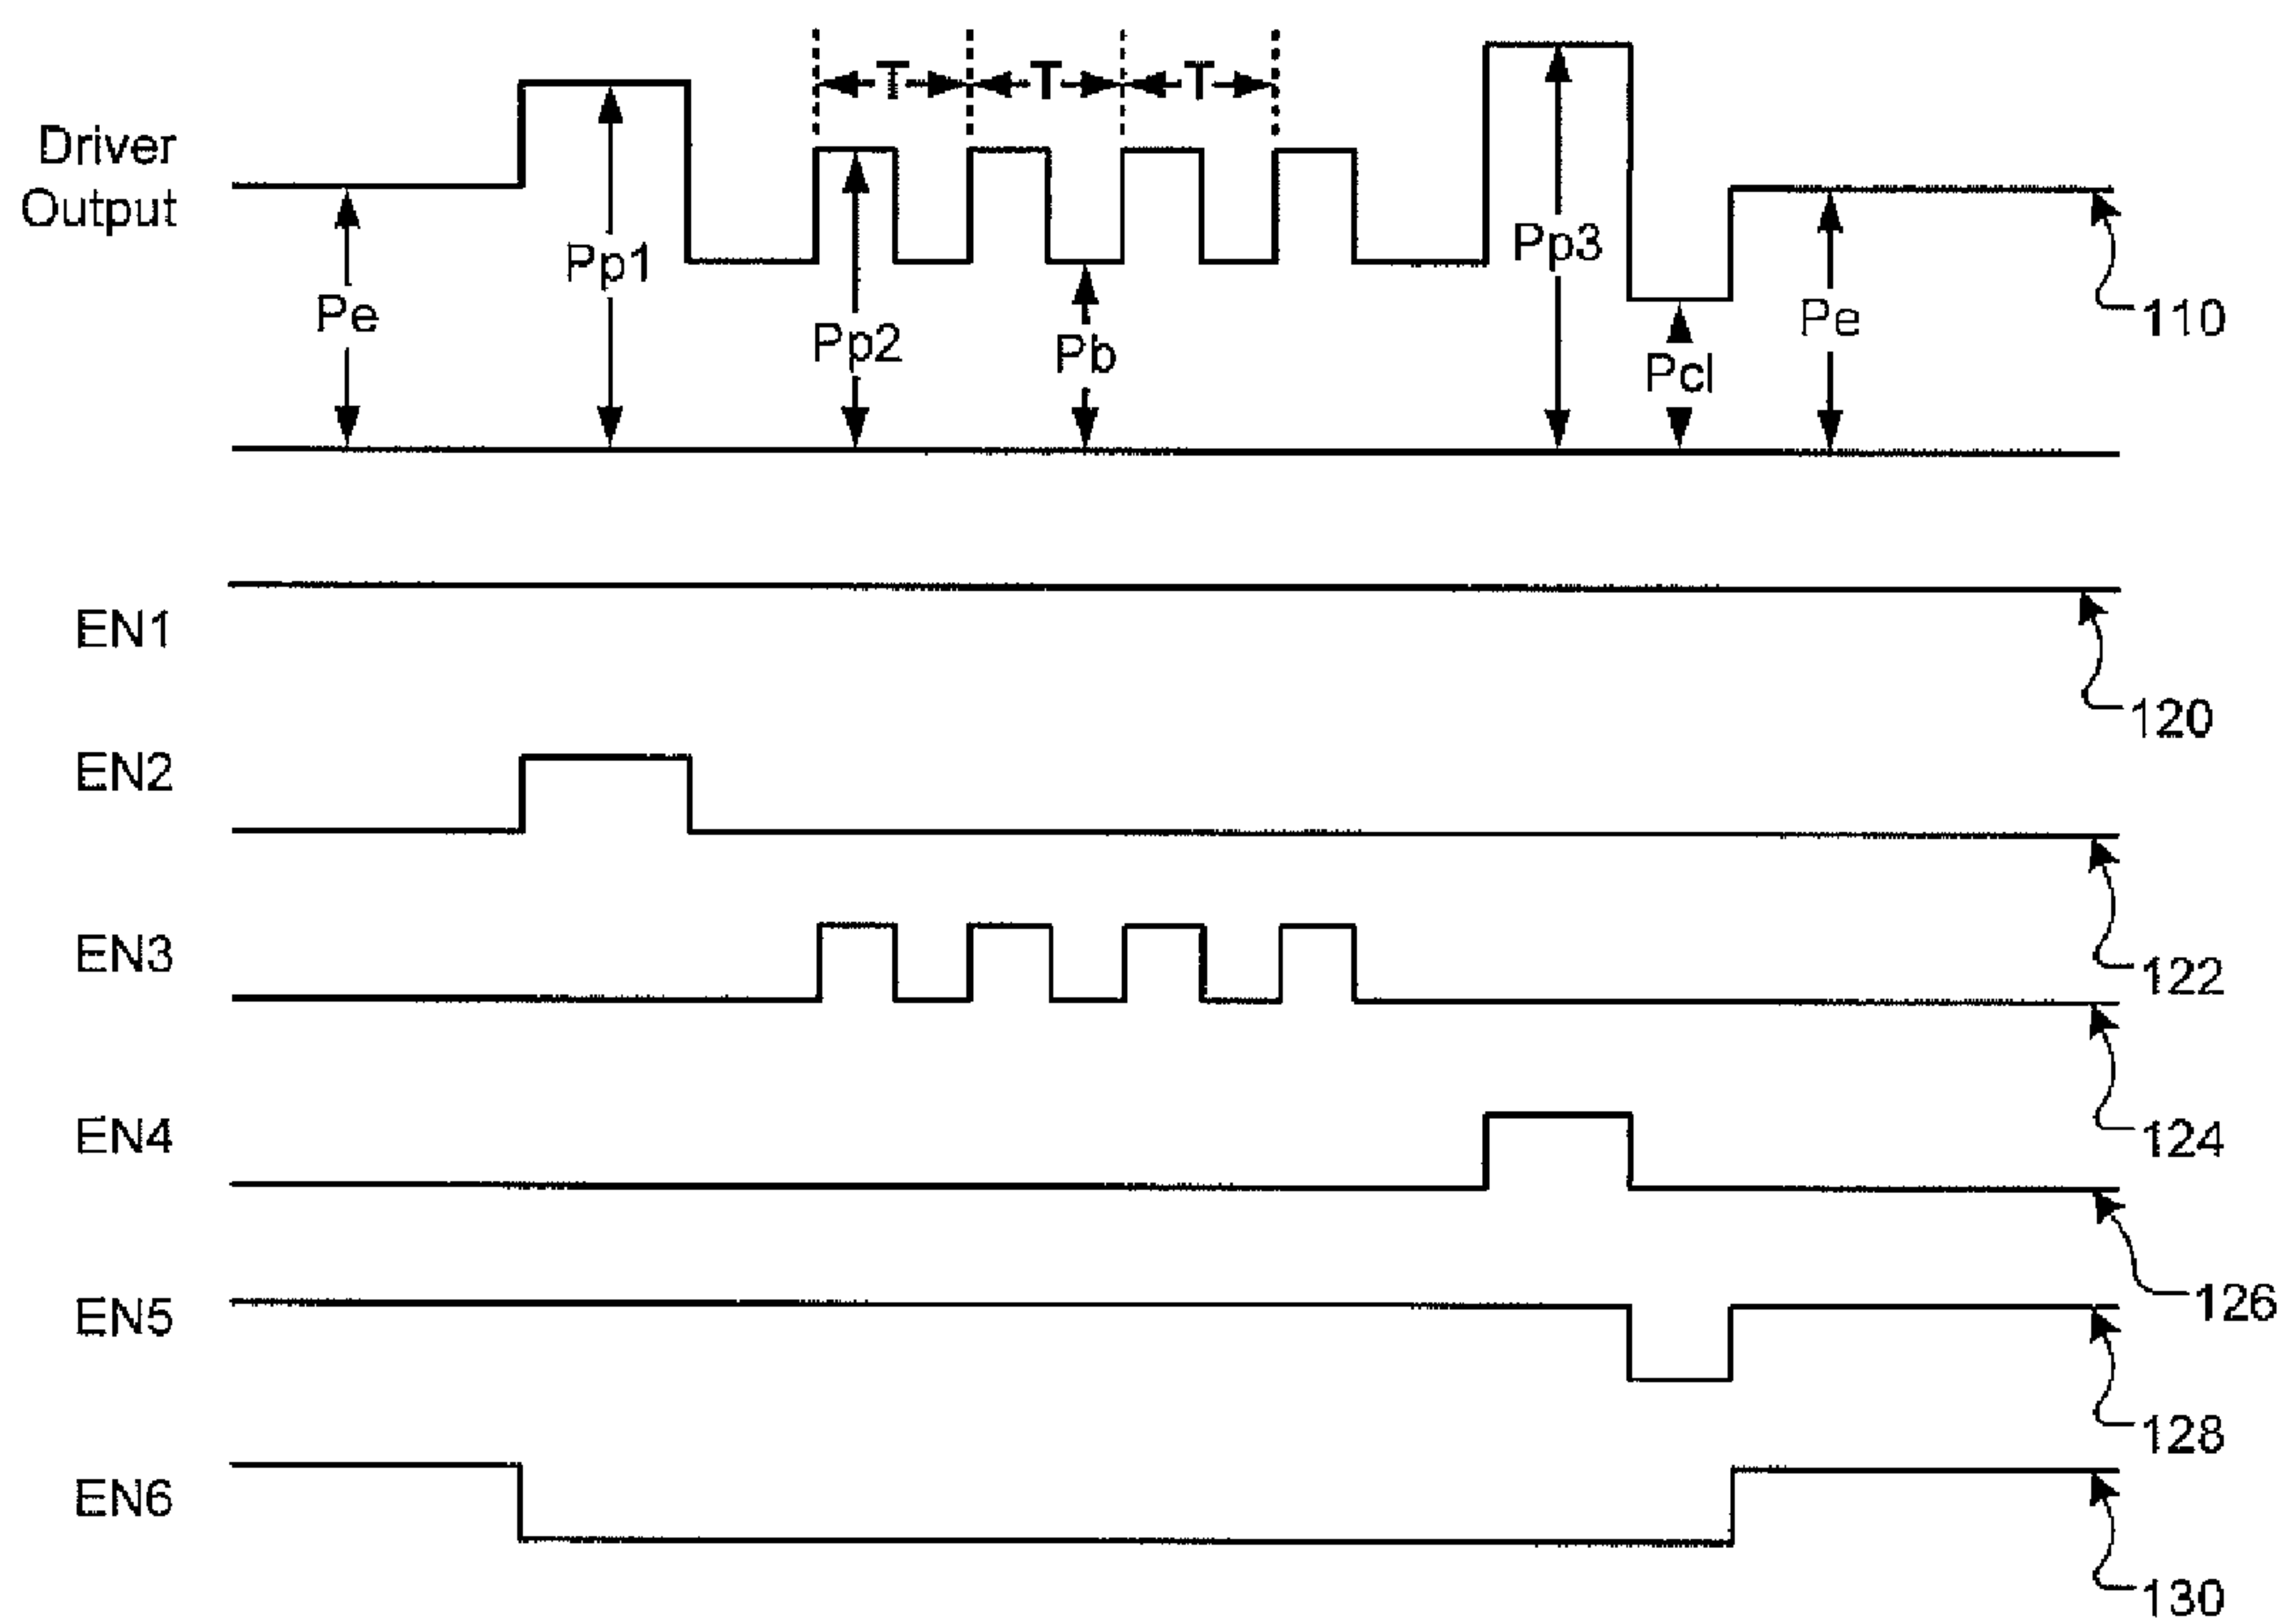 T T T
Driver
Output
Pe
Pp1
Pp2
Pb
Pp3
Pcl
Pe
110
EN1
120
EN2
122
EN3
124
EN4
126
EN5
128
EN6
130